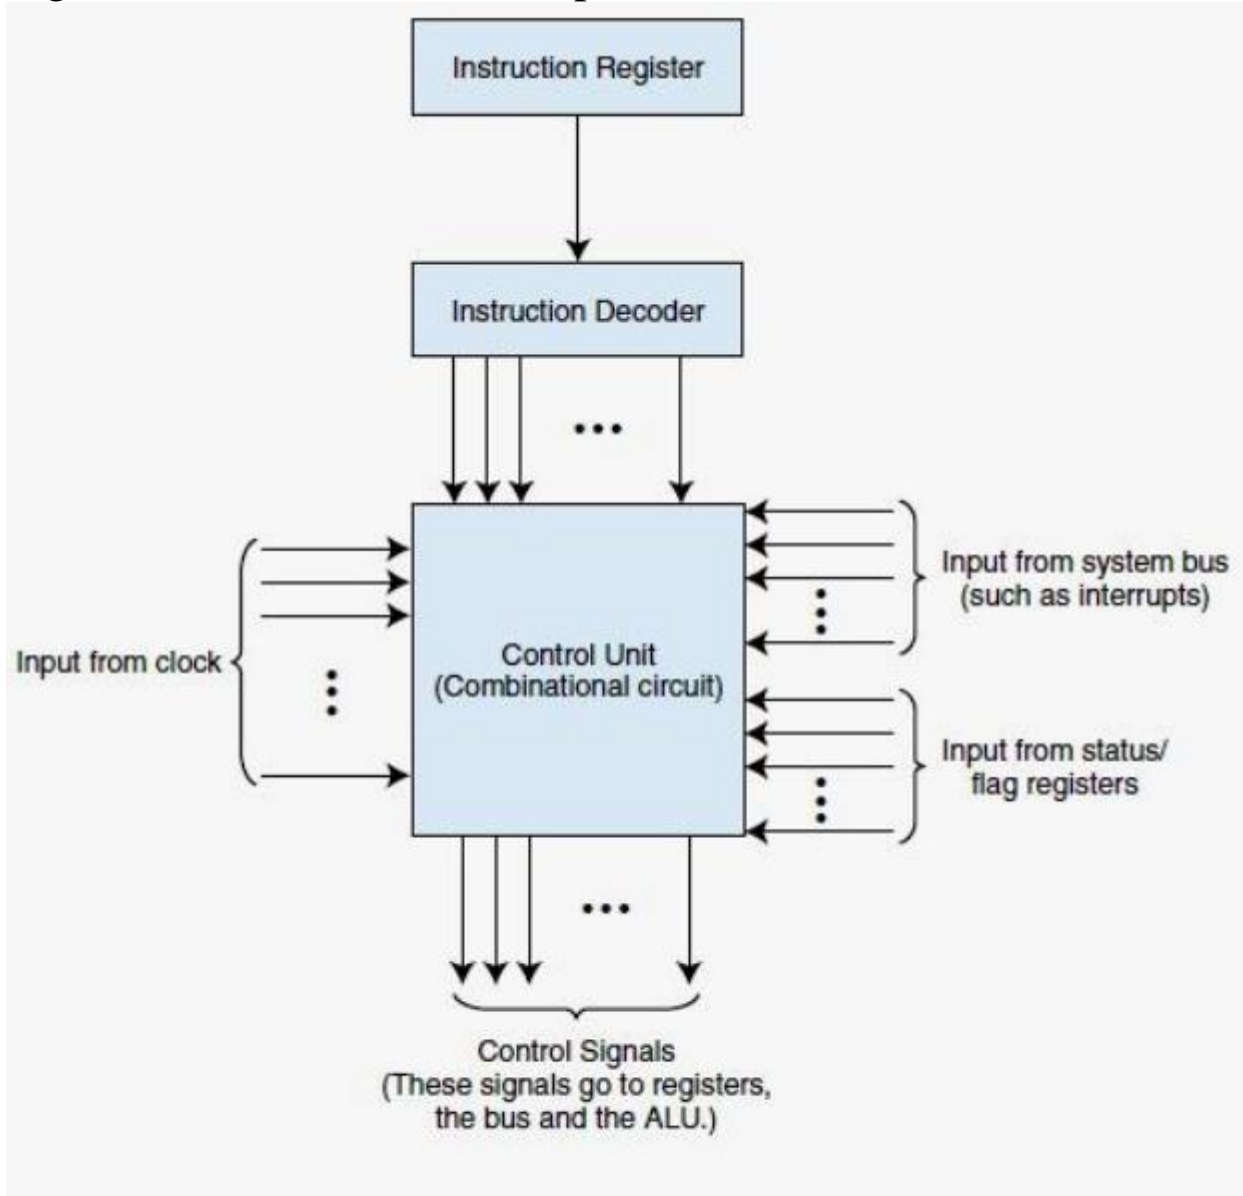 Instruction Register
Instruction Decoder
Input from clock
Control Unit
(Combinational circuit)
Input from system bus
(such as interrupts)
Input from status/
flag registers
Control Signals
(These signals go to registers,
the bus and the ALU.)